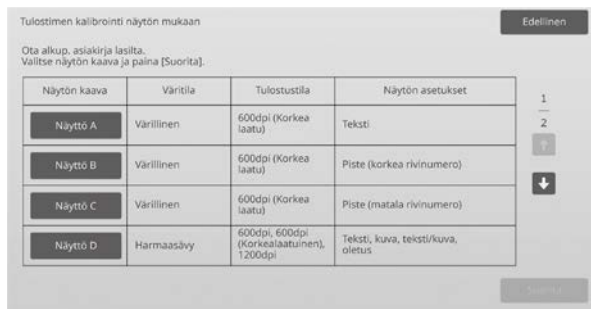 Tulostimen kalibrointi näytön mukaan
Edellinen
Ota alkup. asiakirja lasilta.
Valitse näytön kaava ja paina [Suorita].
Näytön kaava Väritila Tulostustila Näytön asetukset
Näyttö A Värillinen 600dpi (Korkea laatu) Teksti
Näyttö B Värillinen 600dpi (Korkea laatu) Piste (korkea rivinumero)
Näyttö C Värillinen 600dpi (Korkea laatu) Piste (matala rivinumero)
Näyttö D Harmaasävy 600dpi, 600dpi (Korkealaatuinen), 1200dpi Teksti, kuva, teksti/kuva, oletus
1
2
Suorita